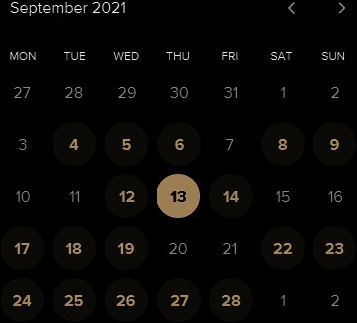 September 2021
MON TUE WED THU FRI SAT SUN
27 28 29 30 31 1 2
3 4 5 6 7 8 9
10 11 12 13 14 15 16
17 18 19 20 21 22 23
24 25 26 27 28 1 2